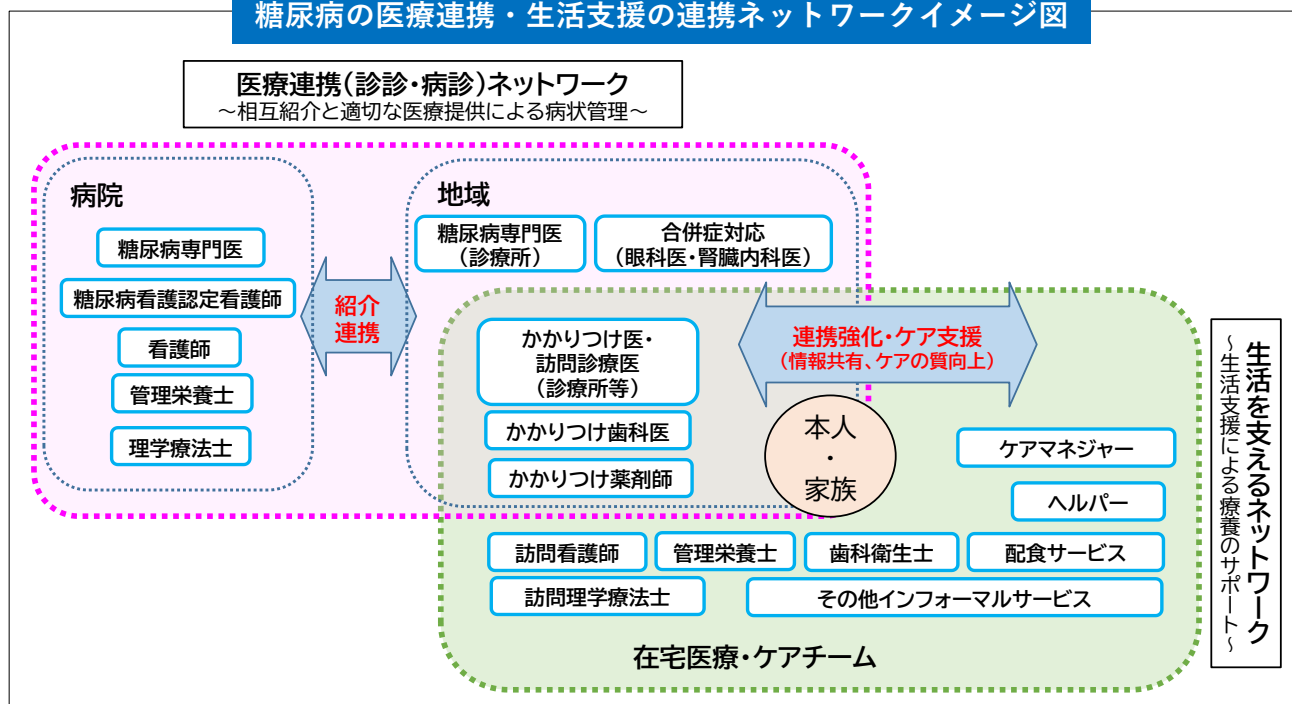 糖尿病の医療連携・生活支援の連携ネットワークイメージ図
医療連携(診診・病診)ネットワーク
～相互紹介と適切な医療提供による病状管理～
病院
糖尿病専門医
糖尿病看護認定看護師
看護師
管理栄養士
理学療法士
紹介
連携
地域
糖尿病専門医
(診療所)
合併症対応
(眼科医・腎臓内科医)
かかりつけ医・
訪問診療医
(診療所等)
かかりつけ歯科医
かかりつけ薬剤師
連携強化・ケア支援
(情報共有、ケアの質向上)
本人
・
家族
ケアマネジャー
ヘルパー
訪問看護師
管理栄養士
歯科衛生士
配食サービス
訪問理学療法士
その他インフォーマルサービス
在宅医療・ケアチーム
生活を支えるネットワーク
～生活支援による療養のサポート～